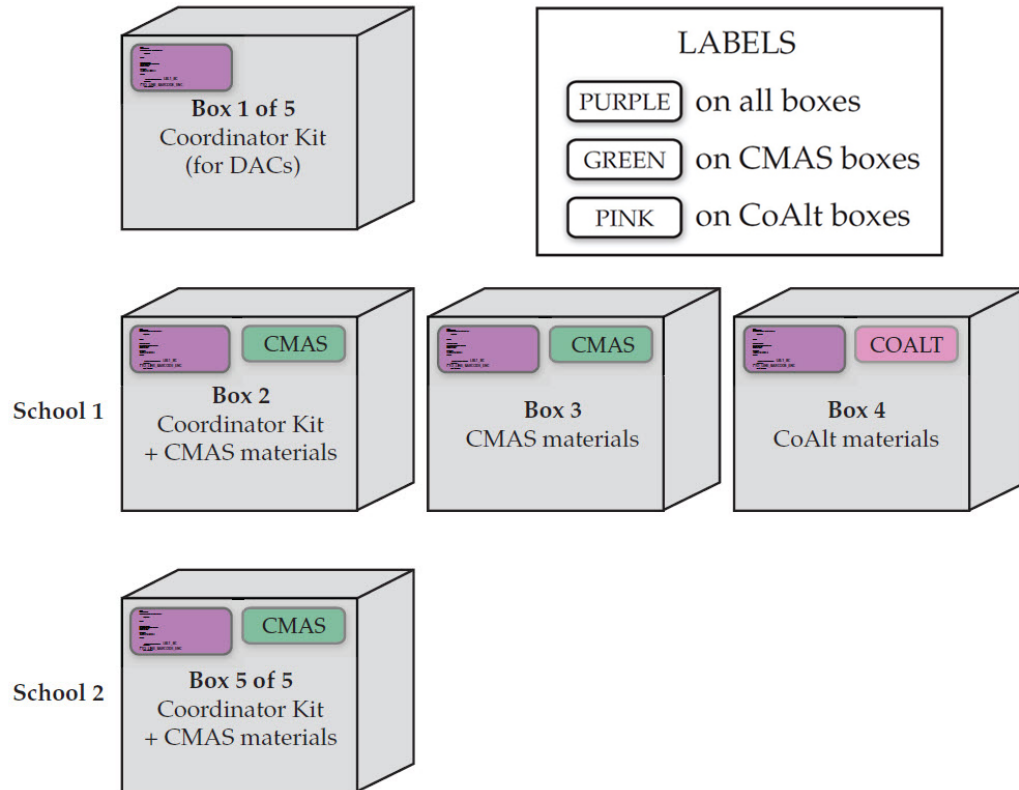 Box 1 of 5
Coordinator Kit
(for DACs)
LABELS
PURPLE on all boxes
GREEN on CMAS boxes
PINK on CoAlt boxes
School 1
CMAS
Box 2
Coordinator Kit
+ CMAS materials
CMAS
Box 3
CMAS materials
COALT
Box 4
CoAlt materials
School 2
CMAS
Box 5 of 5
Coordinator Kit
+ CMAS materials